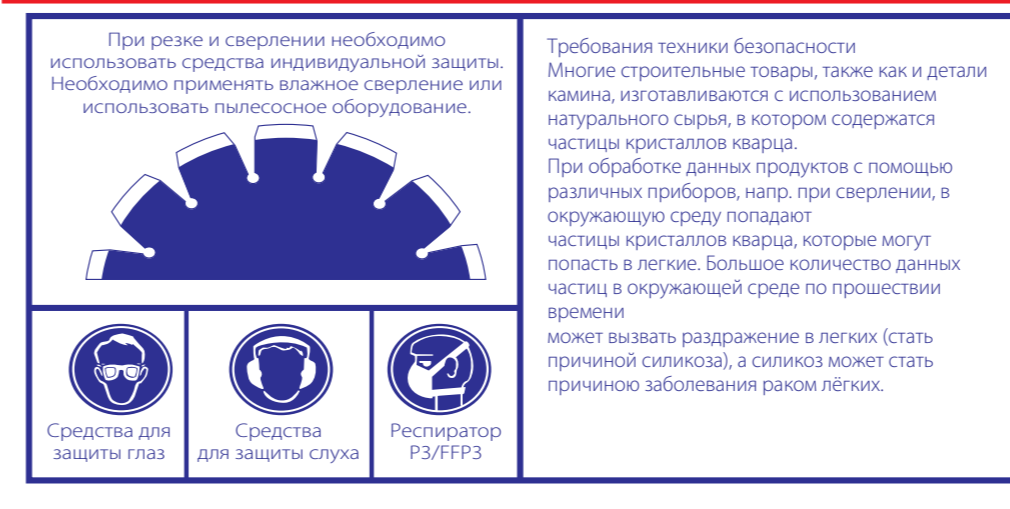 При резке и сверлении необходимо
использовать средства индивидуальной защиты.
Необходимо применять влажное сверление или
использовать пылесосное оборудование.
Средства для
защиты глаз
Средства
для защиты слуха
Респиратор
P3/FFP3
Требования техники безопасности
Многие строительные товары, также как и детали
камина, изготавливаются с использованием
натурального сырья, в котором содержатся
частицы кристаллов кварца.
При обработке данных продуктов с помощью
различных приборов, напр. при сверлении, в
окружающую среду попадают
частицы кристаллов кварца, которые могут
попасть в легкие. Большое количество данных
частиц в окружающей среде по прошествии
времени
может вызвать раздражение в легких (стать
причиной силикоза), а силикоз может стать
причиною заболевания раком лёгких.